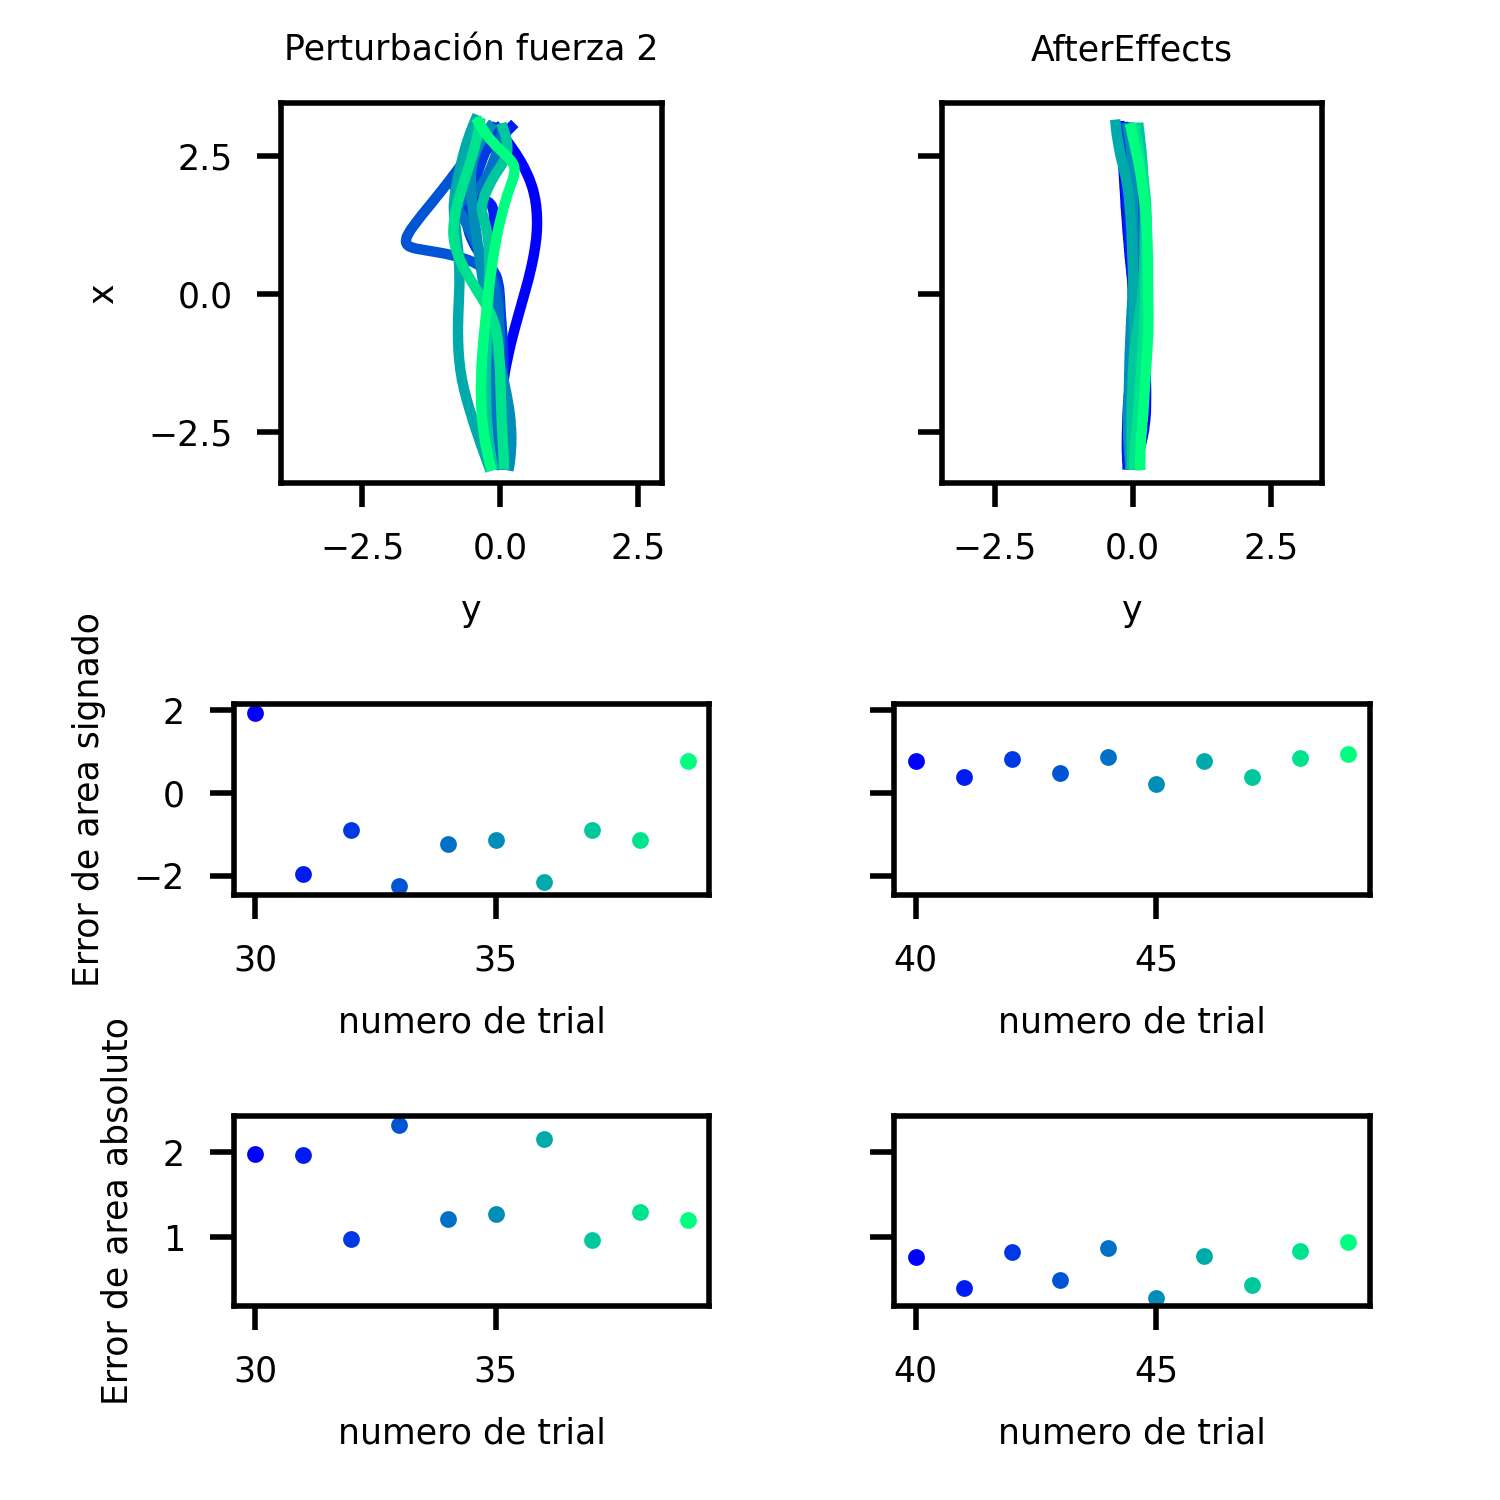 Perturbación fuerza 2
AfterEffects
x
2.5
0.0
−2.5
−2.5 0.0 2.5
y
−2.5 0.0 2.5
y
Error de area signado
2
0
−2
30 35
numero de trial
40 45
numero de trial
Error de area absoluto
2
1
30 35
numero de trial
40 45
numero de trial